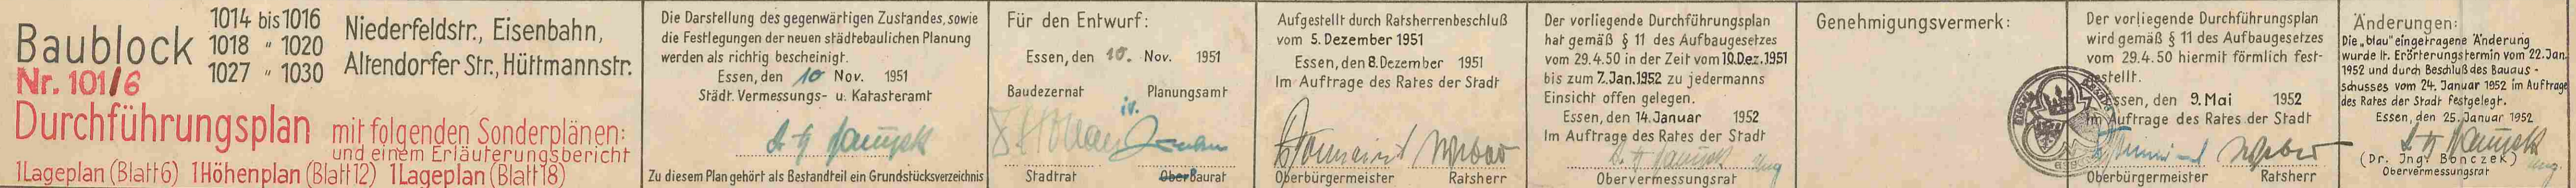 Baublock
1014 bis 1016
1018 " 1020
1027 " 1030
Niederfeldstr., Eisenbahn,
Altendorfer Str., Hüttmannstr.
Nr. 101/6
Durchführungsplan mit folgenden Sonderplänen:
und einem Erläuterungsbericht
1 Lageplan (Blatt 6) 1 Höhenplan (Blatt 12) 1 Lageplan (Blatt 18)
Die Darstellung des gegenwärtigen Zustandes, sowie
die Festlegungen der neuen städtebaulichen Planung
werden als richtig bescheinigt.
Essen, den 10 Nov. 1951
Städt. Vermessungs- u. Katasteramt
Zu diesem Plan gehört als Bestandteil ein Grundstücksverzeichnis
Für den Entwurf:
Essen, den 10. Nov. 1951
Baudezernat Planungsamt
i.V.
Stadtrat OberBaurat
Aufgestellt durch Ratsherrenbeschluß
vom 5. Dezember 1951
Essen, den 8. Dezember 1951
Im Auftrage des Rates der Stadt
Oberbürgermeister Ratsherr
Der vorliegende Durchführungsplan
hat gemäß § 11 des Aufbaugesetzes
vom 29.4.50 in der Zeit vom 10.Dez.1951
bis zum 7.Jan.1952 zu jedermanns
Einsicht offen gelegen.
Essen, den 14. Januar 1952
Im Auftrage des Rates der Stadt
Obervermessungsrat
Genehmigungsvermerk:
Der vorliegende Durchführungsplan
wird gemäß § 11 des Aufbaugesetzes
vom 29.4.50 hiermit förmlich fest-
gestellt.
Essen, den 9. Mai 1952
Im Auftrage des Rates der Stadt
Oberbürgermeister Ratsherr
Änderungen:
Die „blau" eingetragene Änderung
wurde lt. Erörterungstermin vom 22.Jan.
1952 und durch Beschluß des Bauaus-
schusses vom 24. Januar 1952 im Auftrage
des Rates der Stadt festgelegt.
Essen, den 25. Januar 1952
(Dr. Ing. Bonczek)
Obervermessungsrat